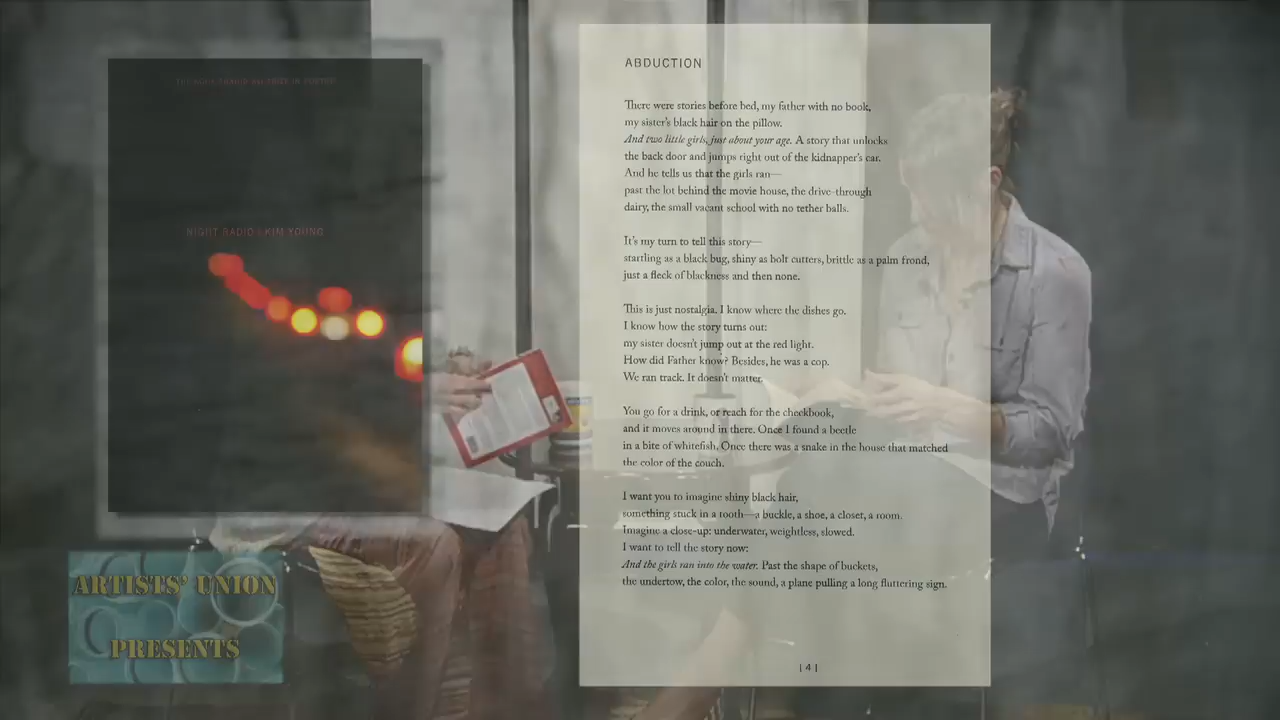 NIGHT RADIO | KIM YOUNG
ARTISTS' UNION
PRESENTS
ABDUCTION
There were stories before bed, my father with no book,
my sister's black hair on the pillow.
And two little girls, just about your age. A story that unlocks
the back door and jumps right out of the kidnapper's car.
And he tells us that the girls ran—
past the lot behind the movie house, the drive-through
dairy, the small vacant school with no tether balls.
It's my turn to tell this story—
startling as a black bug, shiny as bolt cutters, brittle as a palm frond,
just a fleck of blackness and then none.
This is just nostalgia. I know where the dishes go.
I know how the story turns out:
my sister doesn't jump out at the red light.
How did Father know? Besides, he was a cop.
We ran track. It doesn't matter.
You go for a drink, or reach for the checkbook,
and it moves around in there. Once I found a beetle
in a bite of whitefish. Once there was a snake in the house that matched
the color of the couch.
I want you to imagine shiny black hair,
something stuck in a tooth—a buckle, a shoe, a closet, a room.
Imagine a close-up: underwater, weightless, slowed.
I want to tell the story now:
And the girls ran into the water. Past the shape of buckets,
the undertow, the color, the sound, a plane pulling a long fluttering sign.
[ 4 ]